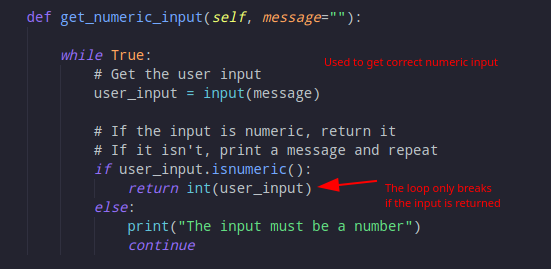 def get_numeric_input(self, message=""):
while True:
Used to get correct numeric input
# Get the user input
user_input = input(message)
# If the input is numeric, return it
# If it isn't, print a message and repeat
if user_input.isnumeric():
return int(user_input)
The loop only breaks
if the input is returned
else:
print("The input must be a number")
continue